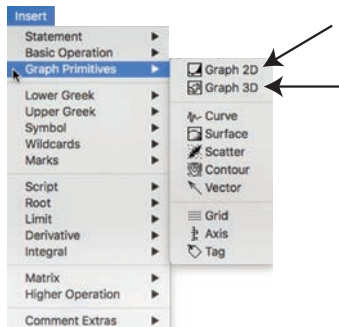 Insert
Statement
Basic Operation
Graph Primitives
Lower Greek
Upper Greek
Symbol
Wildcards
Marks
Script
Root
Limit
Derivative
Integral
Matrix
Higher Operation
Comment Extras
Graph 2D
Graph 3D
Curve
Surface
Scatter
Contour
Vector
Grid
Axis
Tag